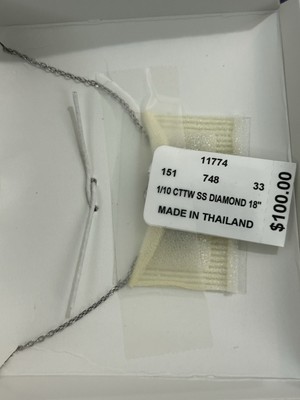 11774
151 748 33
1/10 CTTW SS DIAMOND 18"
MADE IN THAILAND
$100.00